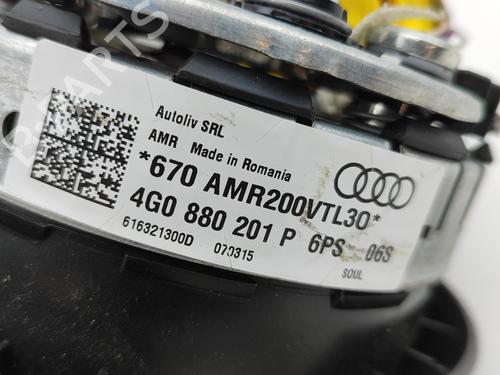 Autoliv SRL
AMR Made in Romania
*670 AMR200VTL30*
4G0 880 201 P 6PS 06S
616321300D 070315
SOUL